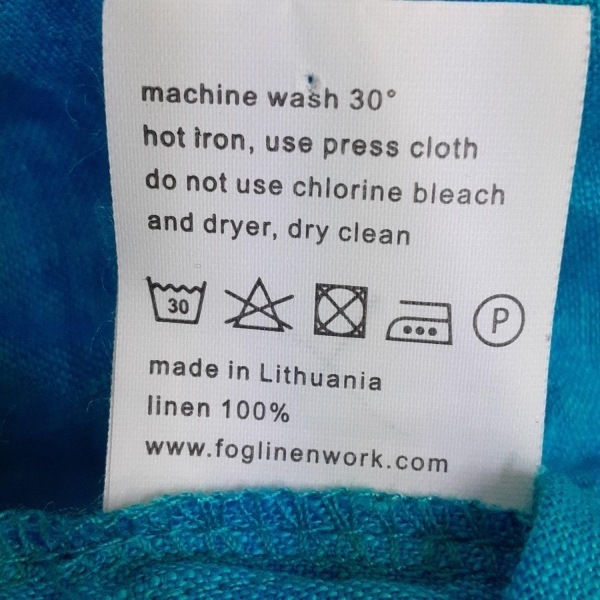 machine wash 30°
hot iron, use press cloth
do not use chlorine bleach
and dryer, dry clean
30 P
made in Lithuania
linen 100%
www.foglinenwork.com